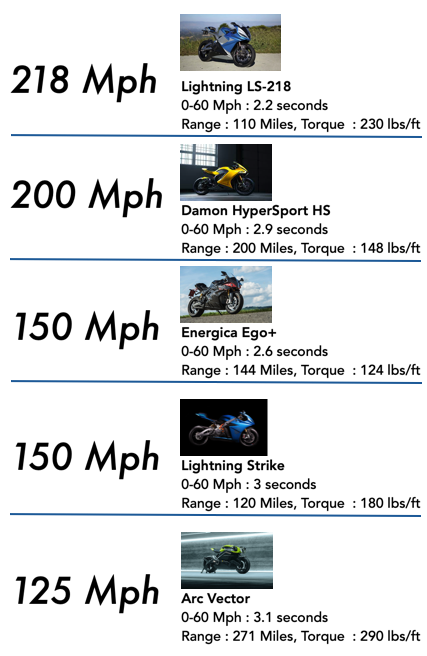 218 Mph
Lightning LS-218
0-60 Mph : 2.2 seconds
Range : 110 Miles, Torque : 230 lbs/ft
200 Mph
Damon HyperSport HS
0-60 Mph : 2.9 seconds
Range : 200 Miles, Torque : 148 lbs/ft
150 Mph
Energica Ego+
0-60 Mph : 2.6 seconds
Range : 144 Miles, Torque : 124 lbs/ft
150 Mph
Lightning Strike
0-60 Mph : 3 seconds
Range : 120 Miles, Torque : 180 lbs/ft
125 Mph
Arc Vector
0-60 Mph : 3.1 seconds
Range : 271 Miles, Torque : 290 lbs/ft